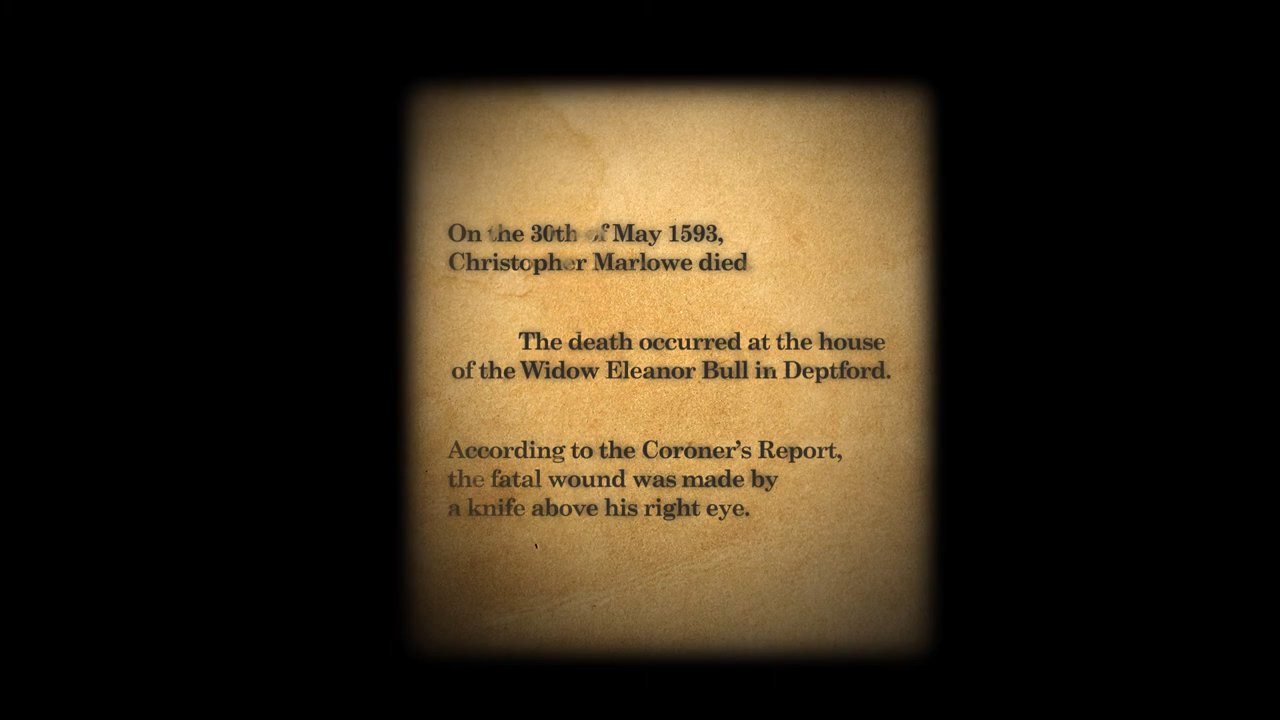 On the 30th of May 1593,
Christopher Marlowe died
The death occurred at the house
of the Widow Eleanor Bull in Deptford.
According to the Coroner's Report,
the fatal wound was made by
a knife above his right eye.